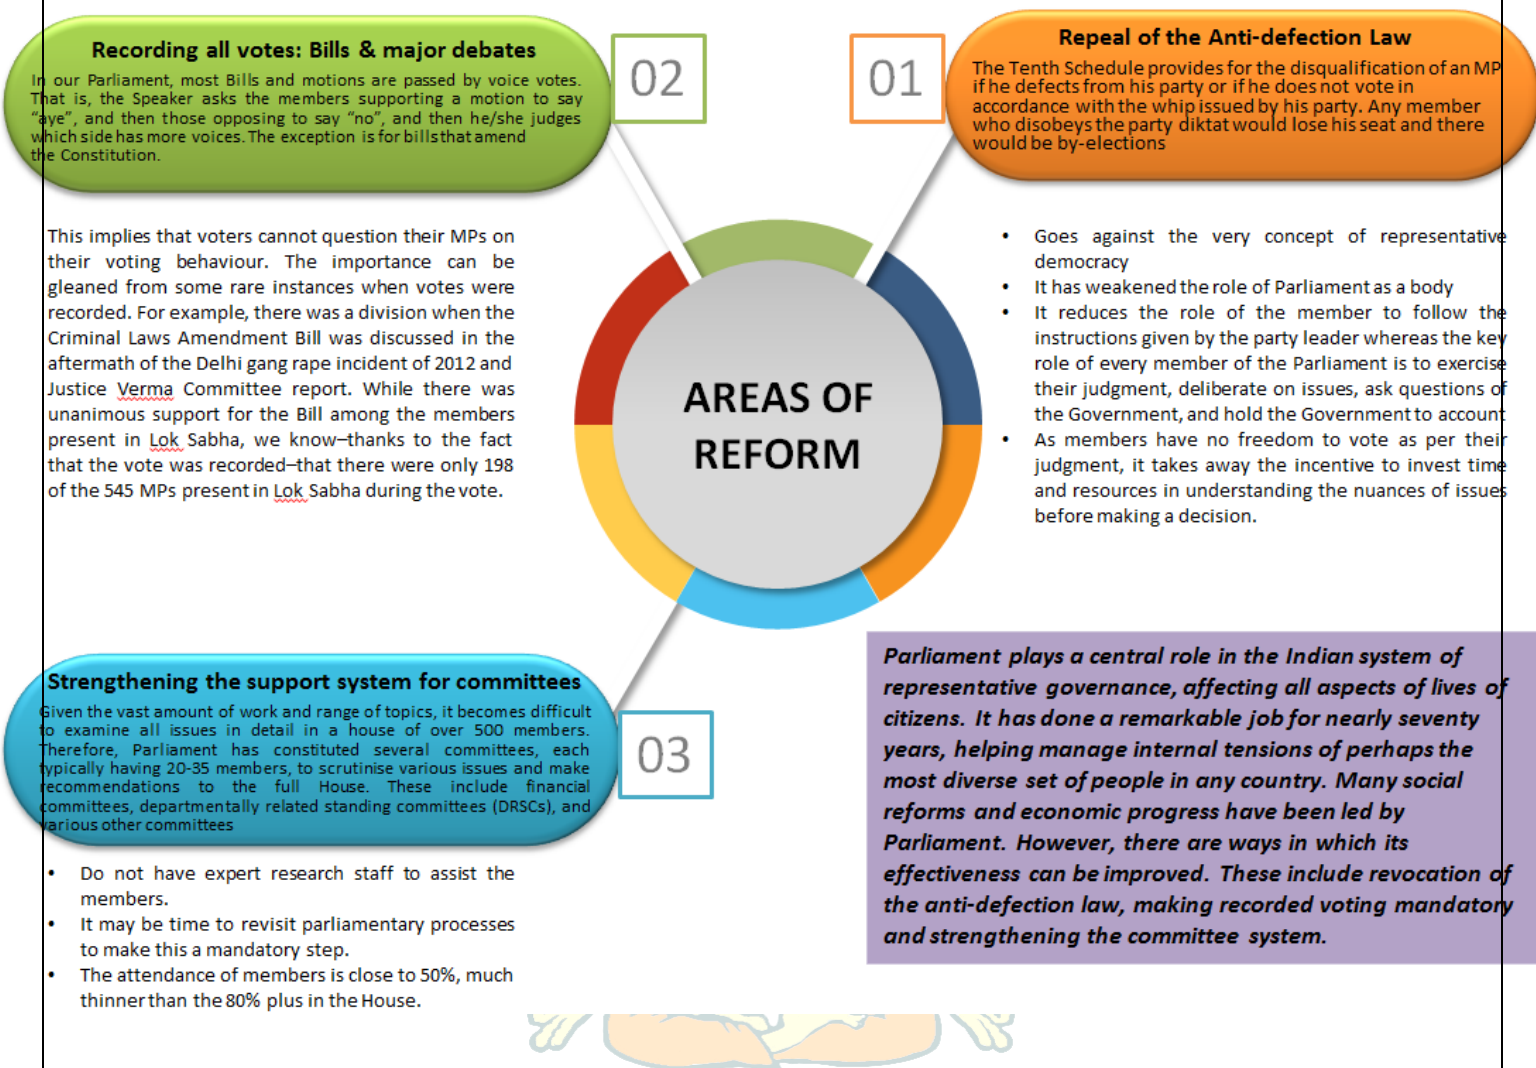 Recording all votes: Bills & major debates
In our Parliament, most Bills and motions are passed by voice votes.
That is, the Speaker asks the members supporting a motion to say
“aye”, and then those opposing to say “no”, and then he/she judges
which side has more voices. The exception is for bills that amend
the Constitution.
02
This implies that voters cannot question their MPs on
their voting behaviour. The importance can be
gleaned from some rare instances when votes were
recorded. For example, there was a division when the
Criminal Laws Amendment Bill was discussed in the
aftermath of the Delhi gang rape incident of 2012 and
Justice Verma Committee report. While there was
unanimous support for the Bill among the members
present in Lok Sabha, we know–thanks to the fact
that the vote was recorded–that there were only 198
of the 545 MPs present in Lok Sabha during the vote.
01
Repeal of the Anti-defection Law
The Tenth Schedule provides for the disqualification of an MP
if he defects from his party or if he does not vote in
accordance with the whip issued by his party. Any member
who disobeys the party diktat would lose his seat and there
would be by-elections
• Goes against the very concept of representative
democracy
• It has weakened the role of Parliament as a body
• It reduces the role of the member to follow the
instructions given by the party leader whereas the key
role of every member of the Parliament is to exercise
their judgment, deliberate on issues, ask questions of
the Government, and hold the Government to account
• As members have no freedom to vote as per their
judgment, it takes away the incentive to invest time
and resources in understanding the nuances of issues
before making a decision.
AREAS OF
REFORM
Strengthening the support system for committees
Given the vast amount of work and range of topics, it becomes difficult
to examine all issues in detail in a house of over 500 members.
Therefore, Parliament has constituted several committees, each
typically having 20-35 members, to scrutinise various issues and make
recommendations to the full House. These include financial
committees, departmentally related standing committees (DRSCs), and
various other committees
03
• Do not have expert research staff to assist the
members.
• It may be time to revisit parliamentary processes
to make this a mandatory step.
• The attendance of members is close to 50%, much
thinner than the 80% plus in the House.
Parliament plays a central role in the Indian system of
representative governance, affecting all aspects of lives of
citizens. It has done a remarkable job for nearly seventy
years, helping manage internal tensions of perhaps the
most diverse set of people in any country. Many social
reforms and economic progress have been led by
Parliament. However, there are ways in which its
effectiveness can be improved. These include revocation of
the anti-defection law, making recorded voting mandatory
and strengthening the committee system.